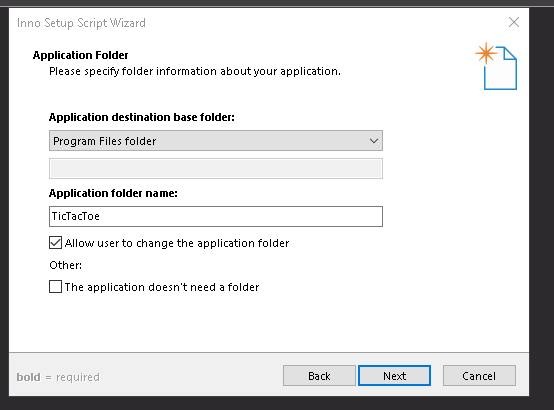 Inno Setup Script Wizard
Application Folder
Please specify folder information about your application.
Application destination base folder:
Program Files folder
Application folder name:
TicTacToe
Allow user to change the application folder
Other:
The application doesn't need a folder
bold = required
Back
Next
Cancel